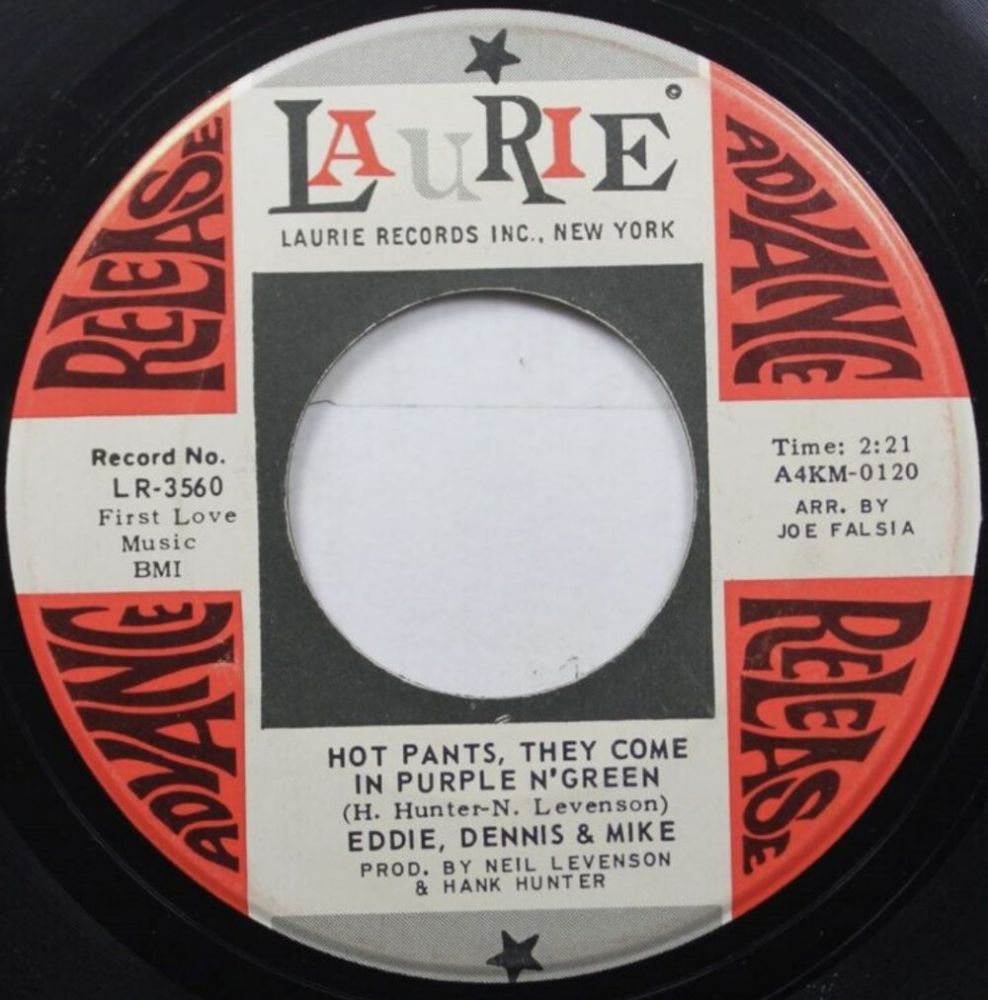 LAURIE®
LAURIE RECORDS INC., NEW YORK
RELEASE
ADVANCE
Record No.
LR-3560
First Love
Music
BMI
Time: 2:21
A4KM-0120
ARR. BY
JOE FALSIA
ADVANCE
RELEASE
HOT PANTS, THEY COME
IN PURPLE N'GREEN
(H. Hunter-N. Levenson)
EDDIE, DENNIS & MIKE
PROD. BY NEIL LEVENSON
& HANK HUNTER